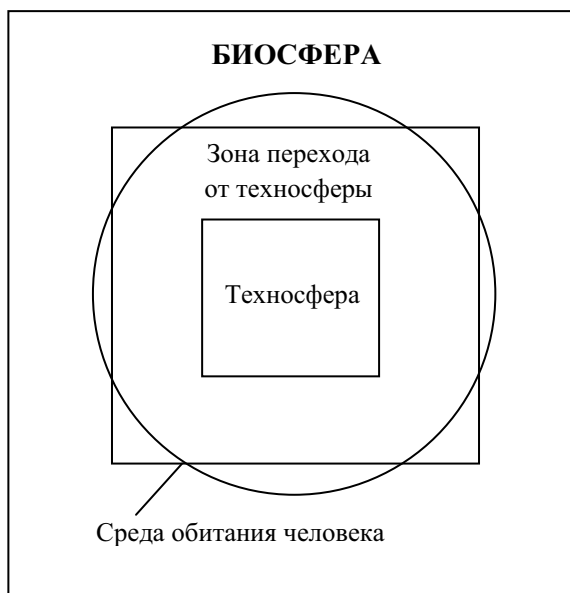 БИОСФЕРА
Зона перехода
от техносферы
Техносфера
Среда обитания человека